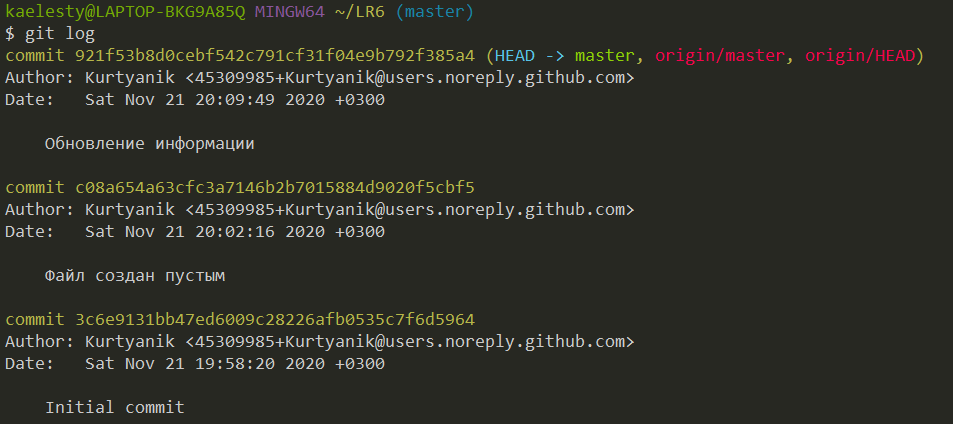 kaelesty@LAPTOP-BKG9A85Q MINGW64 ~/LR6 (master)
$ git log
commit 921f53b8d0cebf542c791cf31f04e9b792f385a4 (HEAD -> master, origin/master, origin/HEAD)
Author: Kurtyanik <45309985+Kurtyanik@users.noreply.github.com>
Date:   Sat Nov 21 20:09:49 2020 +0300
Обновление информации
commit c08a654a63cfc3a7146b2b7015884d9020f5cbf5
Author: Kurtyanik <45309985+Kurtyanik@users.noreply.github.com>
Date:   Sat Nov 21 20:02:16 2020 +0300
Файл создан пустым
commit 3c6e9131bb47ed6009c28226afb0535c7f6d5964
Author: Kurtyanik <45309985+Kurtyanik@users.noreply.github.com>
Date:   Sat Nov 21 19:58:20 2020 +0300
Initial commit